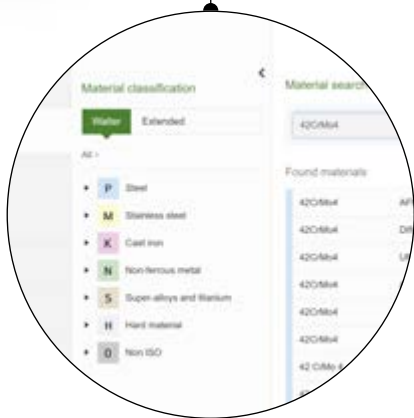 Material classification
Walter Extended
All >
P Steel
M Stainless steel
K Cast iron
N Non-ferrous metal
S Super-alloys and titanium
H Hard material
O Non ISO
Material search
42CrMo4
Found materials
42CrMo4
42CrMo4
42CrMo4
42CrMo4
42CrMo4
42CrMo4
42 CrMo 4